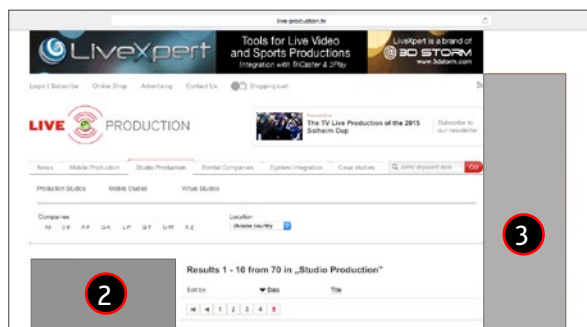 live-production.tv
LiveXpert
Tools for Live Video
and Sports Productions
Integration with TriCaster & 3Play
LiveXpert is a brand of
3D STORM
www.3dstorm.com
Login | Subscribe Online Shop Advertising Contact Us Shopping cart
LIVE PRODUCTION
The TV Live Production of the 2015
Solheim Cup
Subscribe to
our newsletter
News Mobile Production Studio Production Rental Companies System Integration Case studies Enter keyword here GO
Production Studios Mobile Studios Virtual Studios
Companies
Location
choose country
Results 1 - 10 from 70 in „Studio Production"
Sort by: Date Title
1 2 3 4 5
2
3